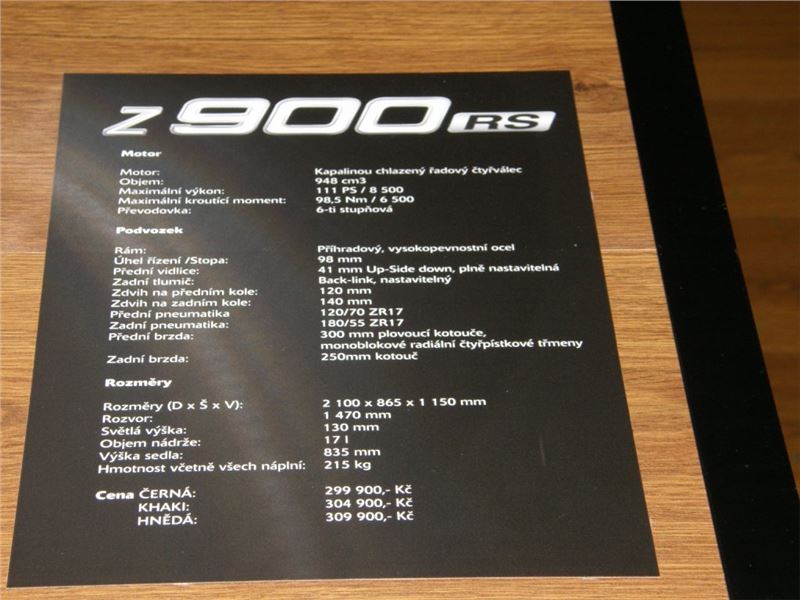 Z900RS
Motor
Motor: Kapalinou chlazený řadový čtyřválec
Objem: 948 cm3
Maximální výkon: 111 PS / 8 500
Maximální krouticí moment: 98,5 Nm / 6 500
Převodovka: 6-ti stupňová
Podvozek
Rám: Příhradový, vysokopevnostní ocel
Úhel řízení /Stopa: 98 mm
Přední vidlice: 41 mm Up-Side down, plně nastavitelná
Zadní tlumič: Back-link, nastavitelný
Zdvih na předním kole: 120 mm
Zdvih na zadním kole: 140 mm
Přední pneumatika 120/70 ZR17
Zadní pneumatika: 180/55 ZR17
Přední brzda: 300 mm plovoucí kotouče,
monoblokové radiální čtyřpístkové třmeny
Zadní brzda: 250mm kotouč
Rozměry
Rozměry (D x Š x V): 2 100 x 865 x 1 150 mm
Rozvor: 1 470 mm
Světlá výška: 130 mm
Objem nádrže: 17 l
Výška sedla: 835 mm
Hmotnost včetně všech náplní: 215 kg
Cena ČERNÁ: 299 900,- Kč
KHAKI: 304 900,- Kč
HNĚDÁ: 309 900,- Kč